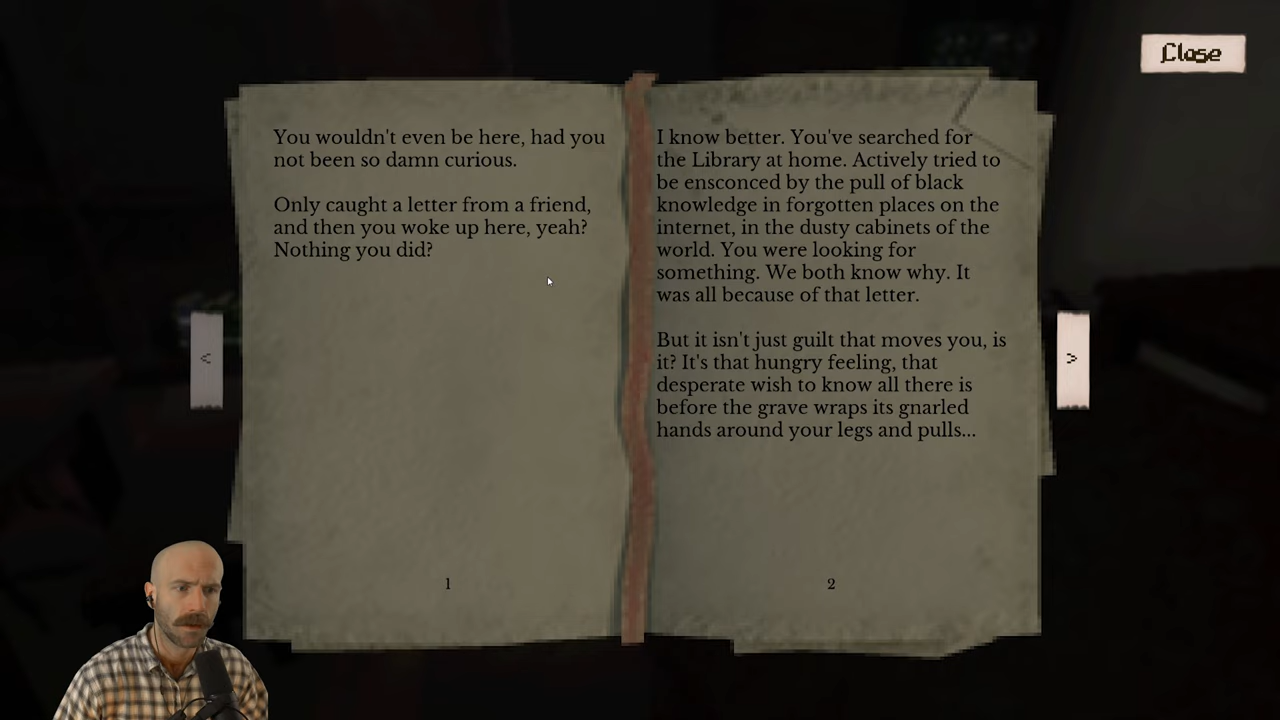 Close
You wouldn't even be here, had you
not been so damn curious.
Only caught a letter from a friend,
and then you woke up here, yeah?
Nothing you did?
1
I know better. You've searched for
the Library at home. Actively tried to
be ensconced by the pull of black
knowledge in forgotten places on the
internet, in the dusty cabinets of the
world. You were looking for
something. We both know why. It
was all because of that letter.
But it isn't just guilt that moves you, is
it? It's that hungry feeling, that
desperate wish to know all there is
before the grave wraps its gnarled
hands around your legs and pulls...
2
<
>